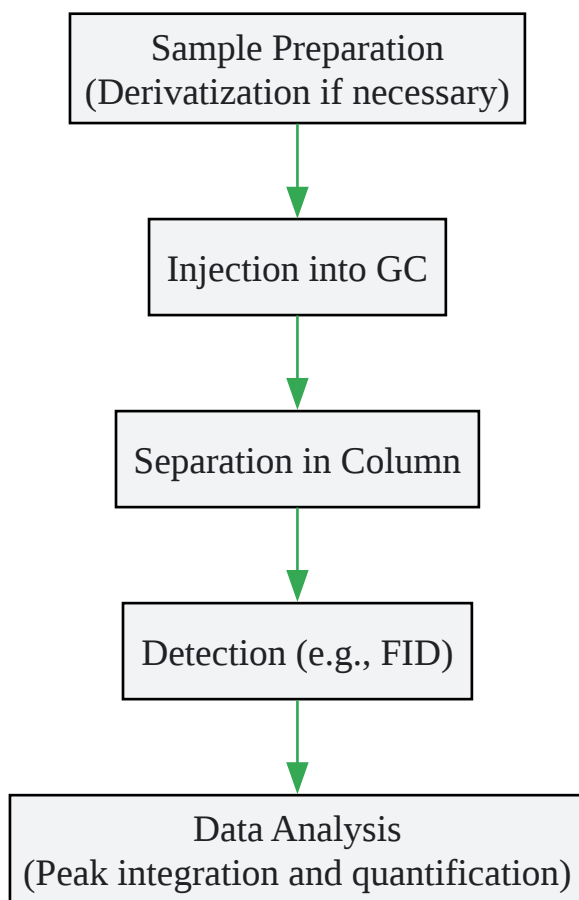 Sample Preparation
(Derivatization if necessary)
Injection into GC
Separation in Column
Detection (e.g., FID)
Data Analysis
(Peak integration and quantification)